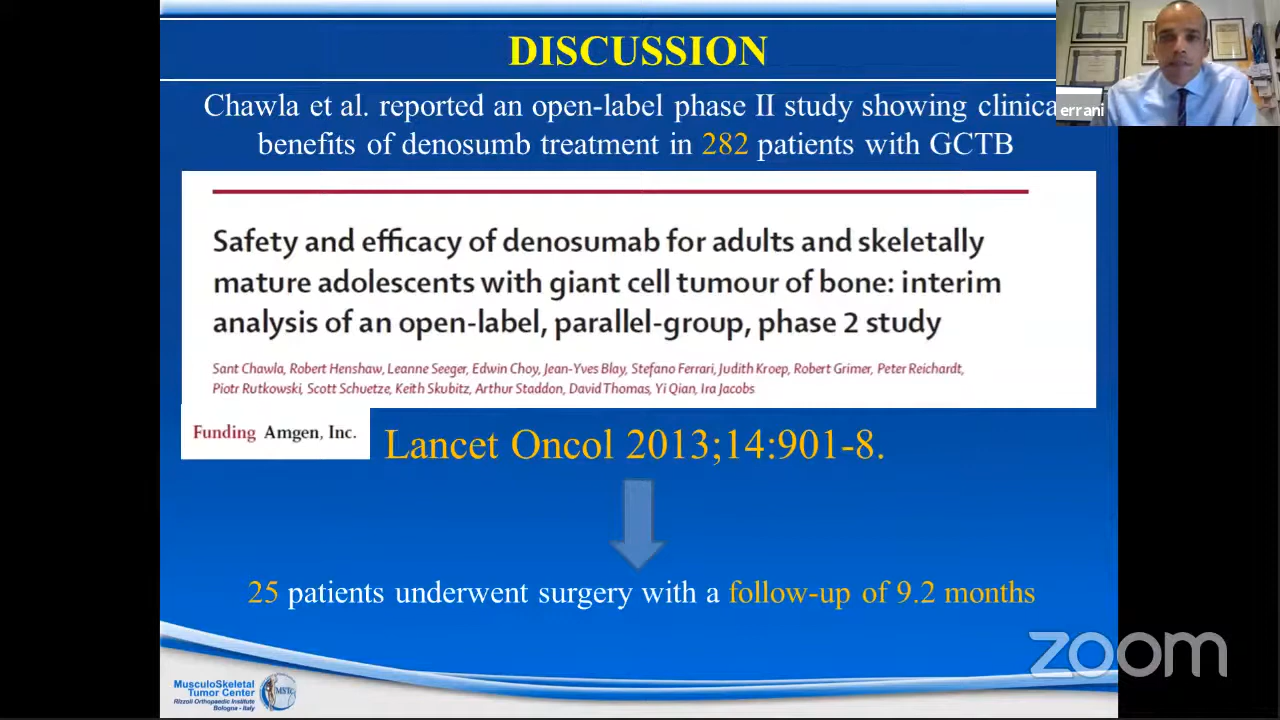 DISCUSSION
Chawla et al. reported an open-label phase II study showing clinica
benefits of denosumb treatment in 282 patients with GCTB
errani
Safety and efficacy of denosumab for adults and skeletally
mature adolescents with giant cell tumour of bone: interim
analysis of an open-label, parallel-group, phase 2 study
Sant Chawla, Robert Henshaw, Leanne Seeger, Edwin Choy, Jean-Yves Blay, Stefano Ferrari, Judith Kroep, Robert Grimer, Peter Reichardt,
Piotr Rutkowski, Scott Schuetze, Keith Skubitz, Arthur Staddon, David Thomas, Yi Qian, Ira Jacobs
Funding Amgen, Inc.
Lancet Oncol 2013;14:901-8.
25 patients underwent surgery with a follow-up of 9.2 months
zoom
MusculoSkeletal
Tumor Center
Rizzoli Orthopaedic Institute
Bologna - Italy
MSTC